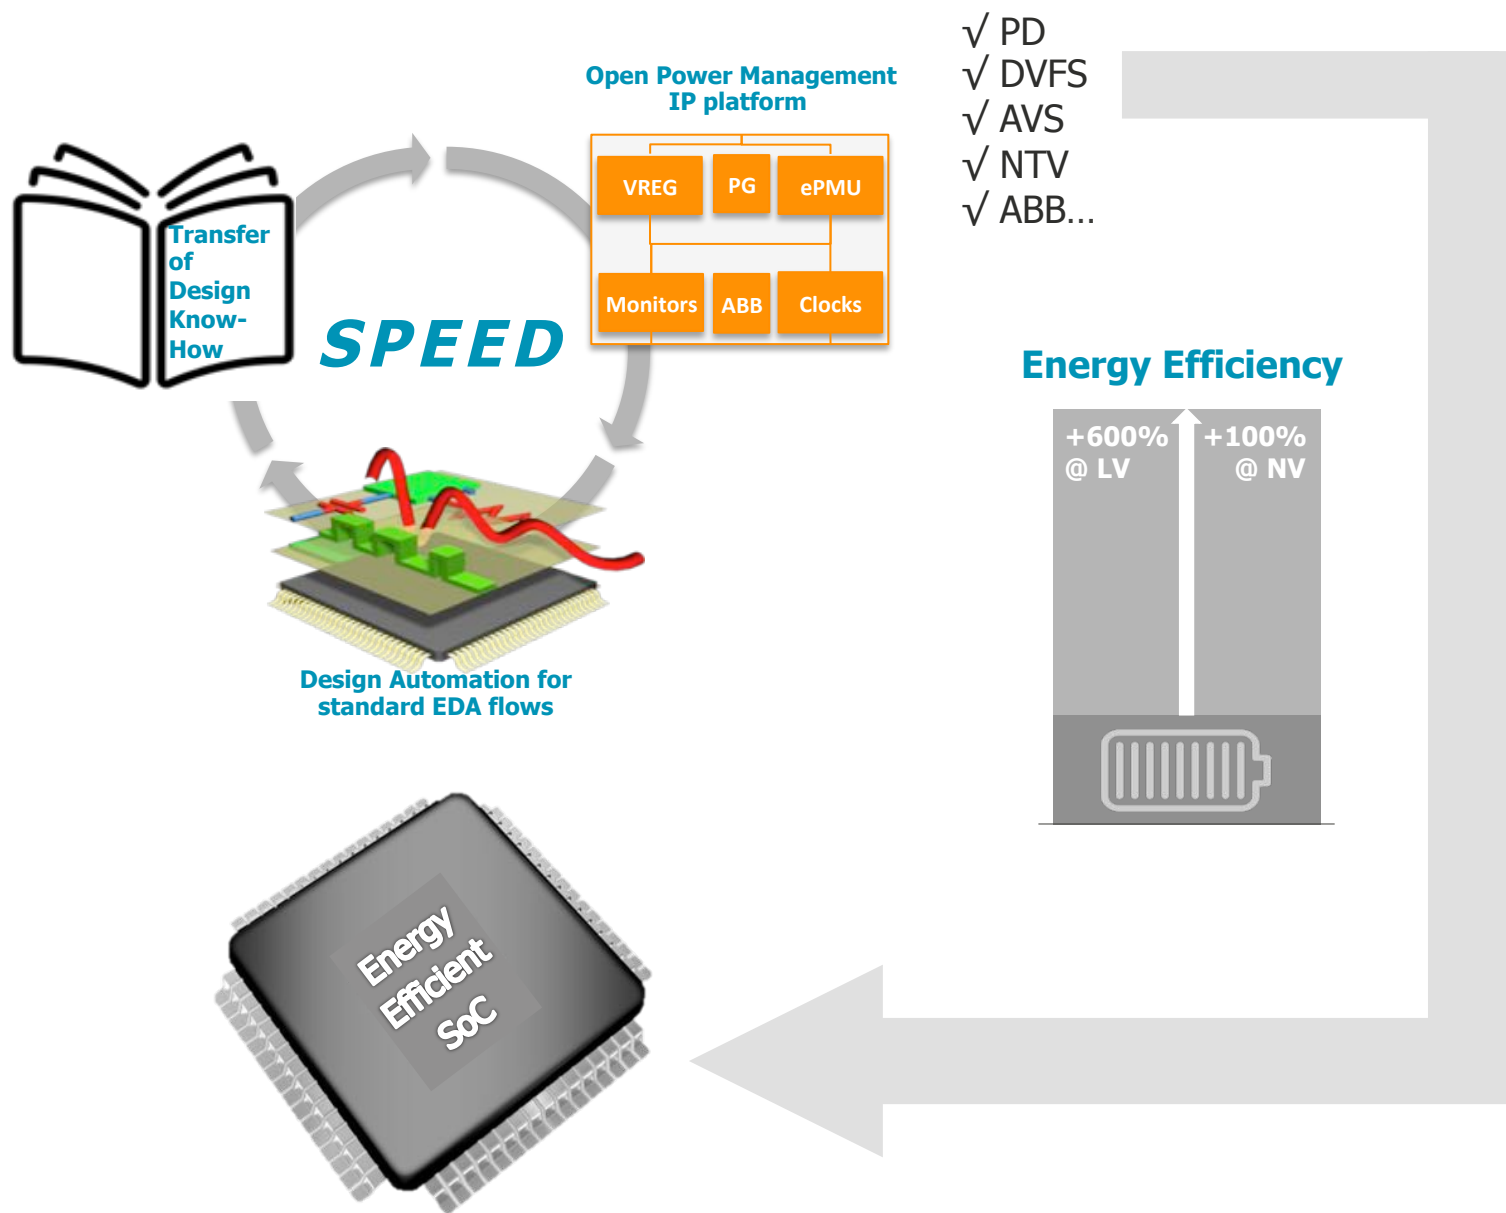 √ PD
√ DVFS
√ AVS
√ NTV
√ ABB...
Open Power Management
IP platform
VREG
PG
ePMU
Monitors
ABB
Clocks
Transfer
of
Design
Know-
How
SPEED
Design Automation for
standard EDA flows
Energy Efficiency
+600%
@ LV
+100%
@ NV
Energy
Efficient
SoC